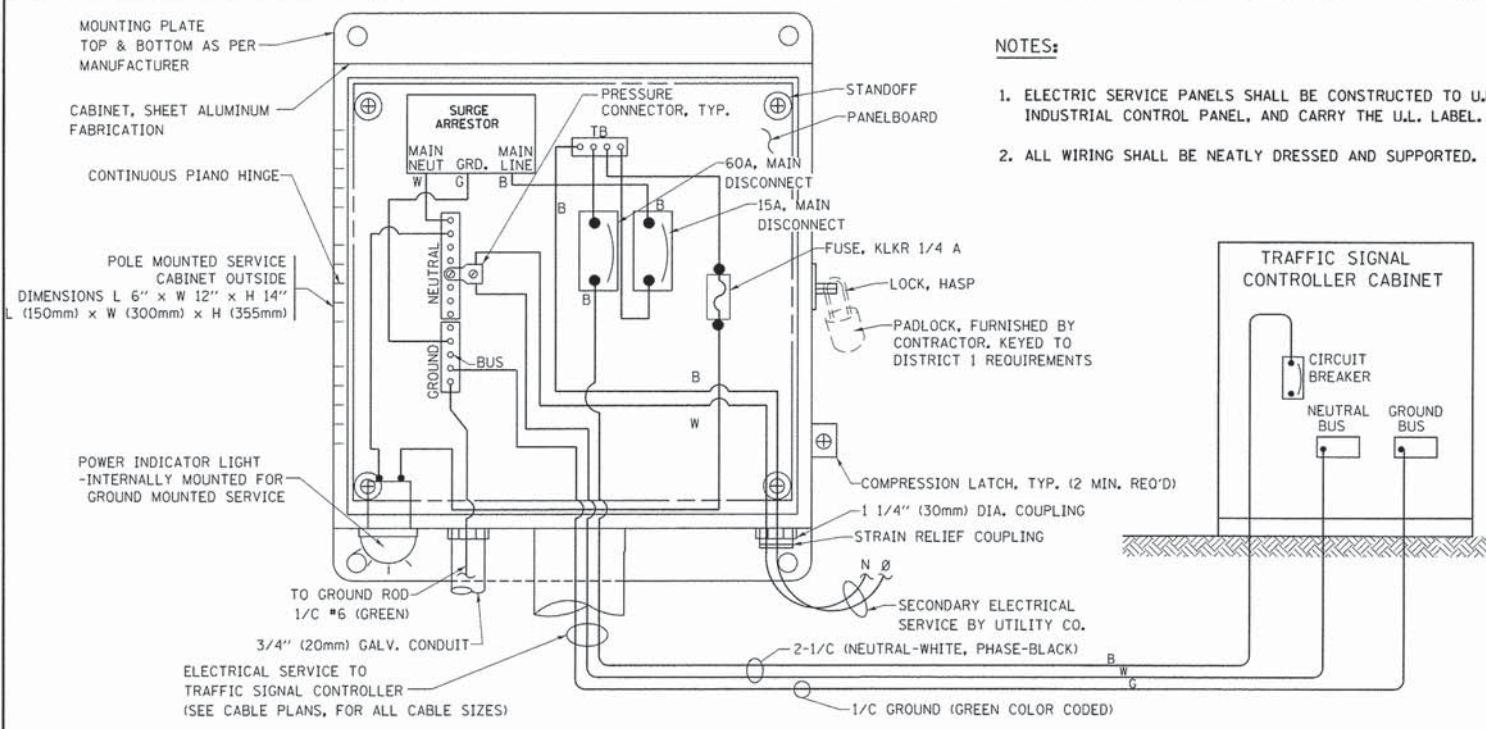 MOUNTING PLATE
TOP & BOTTOM AS PER
MANUFACTURER
CABINET, SHEET ALUMINUM
FABRICATION
CONTINUOUS PIANO HINGE
POLE MOUNTED SERVICE
CABINET OUTSIDE
DIMENSIONS L 6" x W 12" x H 14"
L (150mm) x W (300mm) x H (355mm)
POWER INDICATOR LIGHT
-INTERNALLY MOUNTED FOR
GROUND MOUNTED SERVICE
TO GROUND ROD
1/C #6 (GREEN)
3/4" (20mm) GALV. CONDUIT
ELECTRICAL SERVICE TO
TRAFFIC SIGNAL CONTROLLER
(SEE CABLE PLANS, FOR ALL CABLE SIZES)
SURGE
ARRESTOR
MAIN
NEUT
GRD.
MAIN
LINE
W
G
B
NEUTRAL
GROUND
BUS
PRESSURE
CONNECTOR, TYP.
TB
60A, MAIN
DISCONNECT
15A, MAIN
DISCONNECT
B
B
B
FUSE, KLKR 1/4 A
B
W
STANDOFF
PANELBOARD
LOCK, HASP
PADLOCK, FURNISHED BY
CONTRACTOR. KEYED TO
DISTRICT 1 REQUIREMENTS
COMPRESSION LATCH, TYP. (2 MIN. REQ'D)
1 1/4" (30mm) DIA. COUPLING
STRAIN RELIEF COUPLING
N Ø
SECONDARY ELECTRICAL
SERVICE BY UTILITY CO.
2-1/C (NEUTRAL-WHITE, PHASE-BLACK)
B
W
G
1/C GROUND (GREEN COLOR CODED)
NOTES:
1. ELECTRIC SERVICE PANELS SHALL BE CONSTRUCTED TO U.
INDUSTRIAL CONTROL PANEL, AND CARRY THE U.L. LABEL.
2. ALL WIRING SHALL BE NEATLY DRESSED AND SUPPORTED.
TRAFFIC SIGNAL
CONTROLLER CABINET
CIRCUIT
BREAKER
NEUTRAL
BUS
GROUND
BUS